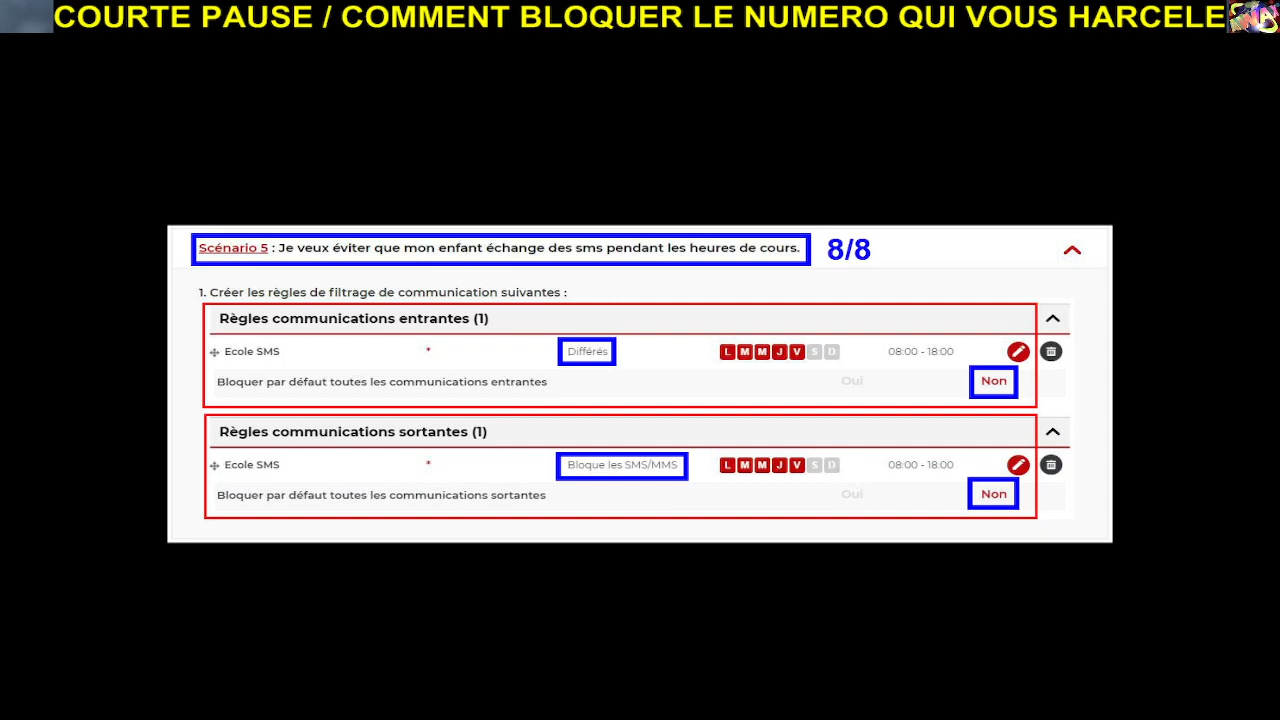 COURTE PAUSE / COMMENT BLOQUER LE NUMERO QUI VOUS HARCELE
Scénario 5 : Je veux éviter que mon enfant échange des sms pendant les heures de cours. 8/8
1. Créer les règles de filtrage de communication suivantes :
Règles communications entrantes (1)
Ecole SMS * Différés L M M J V S D 08:00 - 18:00
Bloquer par défaut toutes les communications entrantes Oui Non
Règles communications sortantes (1)
Ecole SMS * Bloque les SMS/MMS L M M J V S D 08:00 - 18:00
Bloquer par défaut toutes les communications sortantes Oui Non